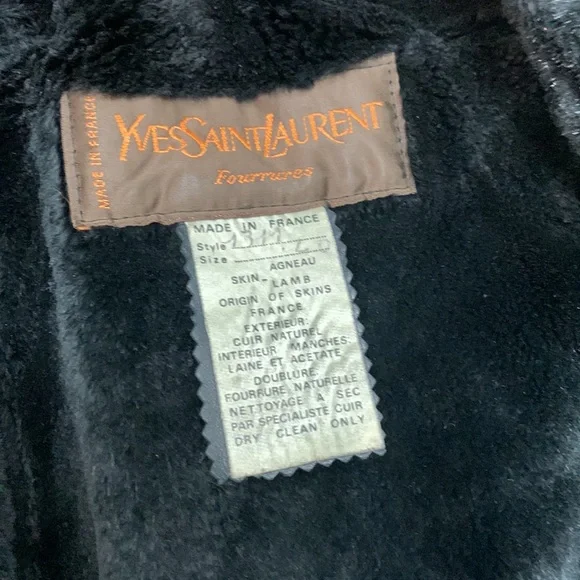 MADE IN FRANCE
YVESSAINTLAURENT
Fourrures
MADE IN FRANCE
Style
Size
AGNEAU
SKIN - LAMB
ORIGIN OF SKINS
FRANCE
EXTERIEUR:
CUIR NATUREL
INTERIEUR MANCHES:
LAINE ET ACETATE
DOUBLURE:
FOURRURE NATURELLE
NETTOYAGE A SEC
PAR SPECIALISTE CUIR
DRY CLEAN ONLY